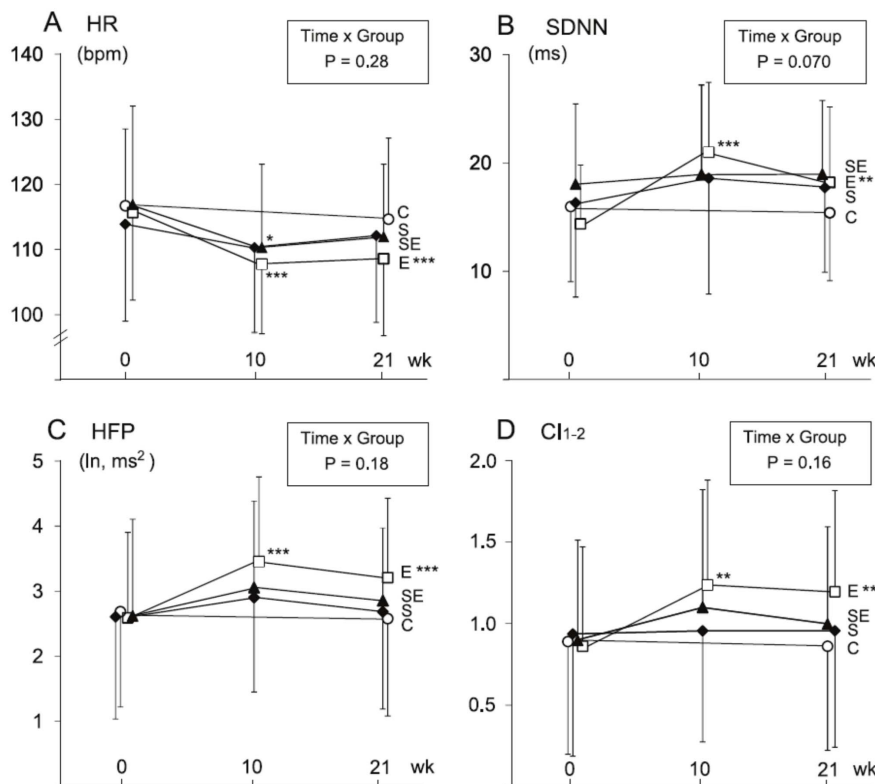 A HR
(bpm)
Time x Group
P = 0.28
140
130
120
110
100
*
***
C
S
SE
E ***
0 10 21 wk
B SDNN
(ms)
Time x Group
P = 0.070
30
20
10
***
SE
E **
S
C
0 10 21 wk
C HFP
(ln, ms²)
Time x Group
P = 0.18
5
4
3
2
1
***
E ***
SE
S
C
0 10 21 wk
D CI1-2
Time x Group
P = 0.16
2.0
1.5
1.0
0.5
**
E **
SE
S
C
0 10 21 wk